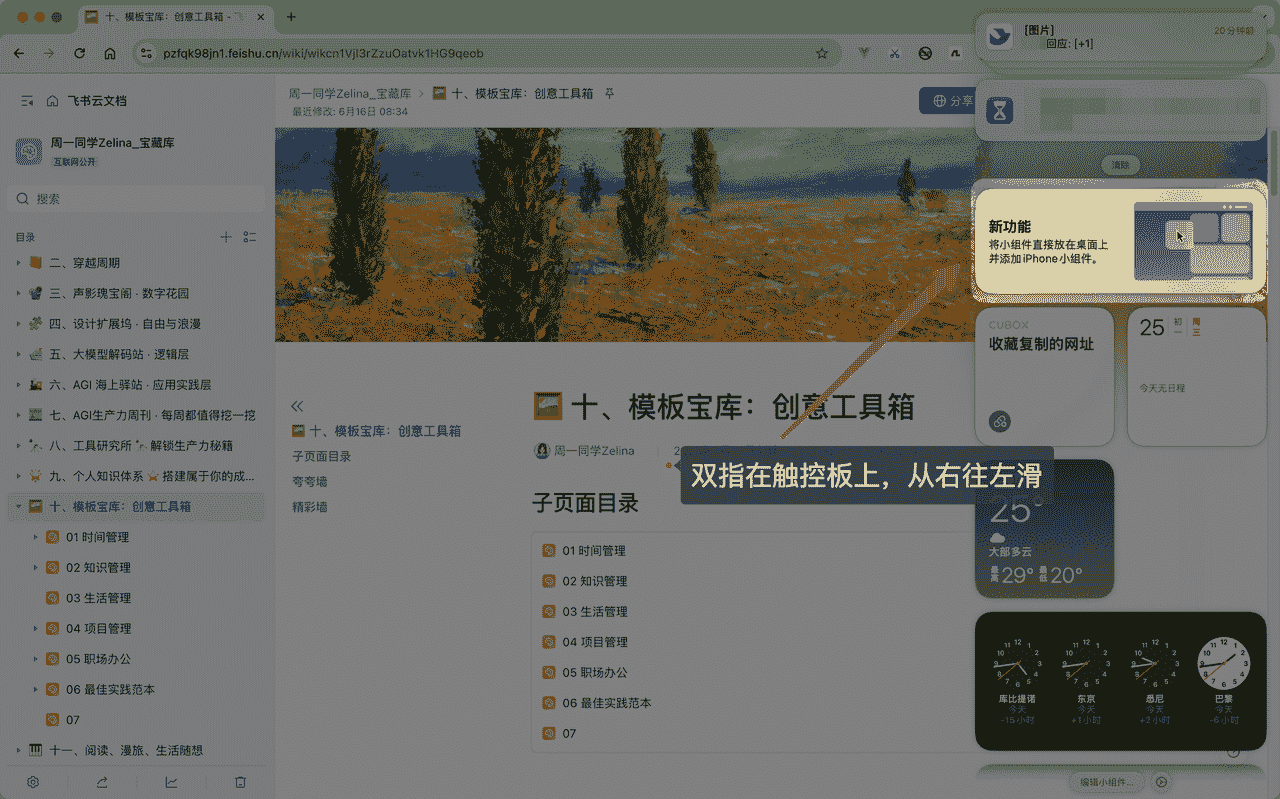 十、模板宝库：创意工具箱 -
pzfqk98jn1.feishu.cn/wiki/wikcn1VjI3rZzuOatvk1HG9qeob
飞书云文档
周一同学Zelina_宝藏库
互联网公开
搜索
目录
二、穿越周期
三、声影瑰宝阁 · 数字花园
四、设计扩展坞 · 自由与浪漫
五、大模型解码站 · 逻辑层
六、AGI 海上驿站 · 应用实践层
七、AGI生产力周刊 · 每周都值得挖一挖
八、工具研究所 · 解锁生产力秘籍
九、个人知识体系 搭建属于你的成...
十、模板宝库：创意工具箱
01 时间管理
02 知识管理
03 生活管理
04 项目管理
05 职场办公
06 最佳实践范本
07
十一、阅读、漫旅、生活随想
周一同学Zelina_宝藏库 › 十、模板宝库：创意工具箱
最近修改: 6月16日 08:34
分享
十、模板宝库：创意工具箱
子页面目录
夸夸墙
精彩墙
十、模板宝库：创意工具箱
周一同学Zelina
双指在触控板上，从右往左滑
子页面目录
01 时间管理
02 知识管理
03 生活管理
04 项目管理
05 职场办公
06 最佳实践范本
07
[图片]
20分钟前
回应: [+1]
清除
新功能
将小组件直接放在桌面上
并添加 iPhone 小组件。
CUBOX
收藏复制的网址
25 初一 周三
今天无日程
25°
大部多云
最高29° 最低20°
库比提诺 东京 悉尼 巴黎
今天 今天 今天 今天
-15小时 +1小时 +2小时 -6小时
编辑小组件...